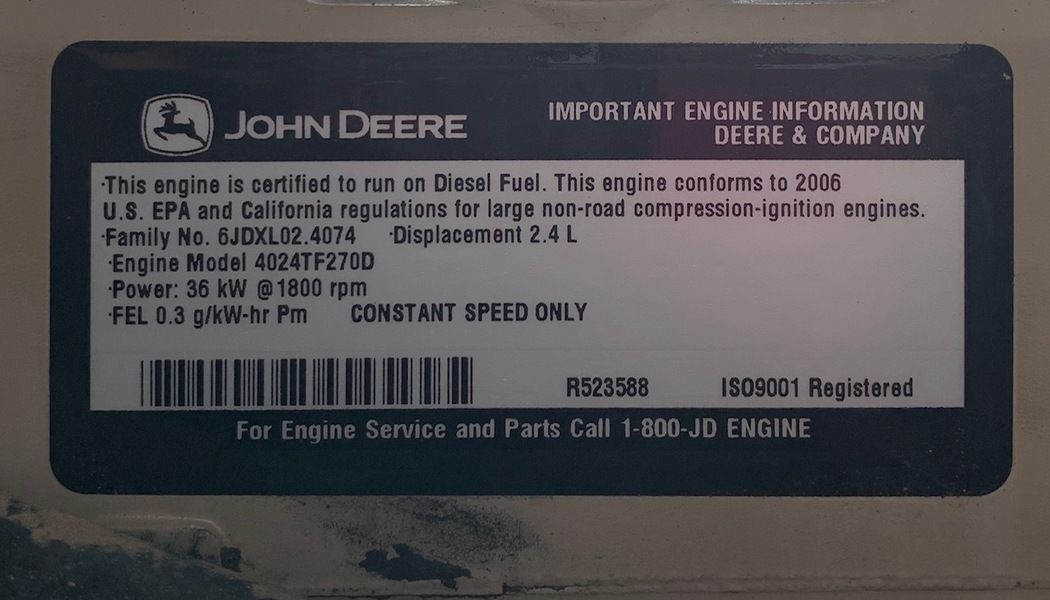 JOHN DEERE
IMPORTANT ENGINE INFORMATION
DEERE & COMPANY
·This engine is certified to run on Diesel Fuel. This engine conforms to 2006
U.S. EPA and California regulations for large non-road compression-ignition engines.
·Family No. 6JDXL02.4074 ·Displacement 2.4 L
·Engine Model 4024TF270D
·Power: 36 kW @1800 rpm
·FEL 0.3 g/kW-hr Pm CONSTANT SPEED ONLY
R523588 ISO9001 Registered
For Engine Service and Parts Call 1-800-JD ENGINE